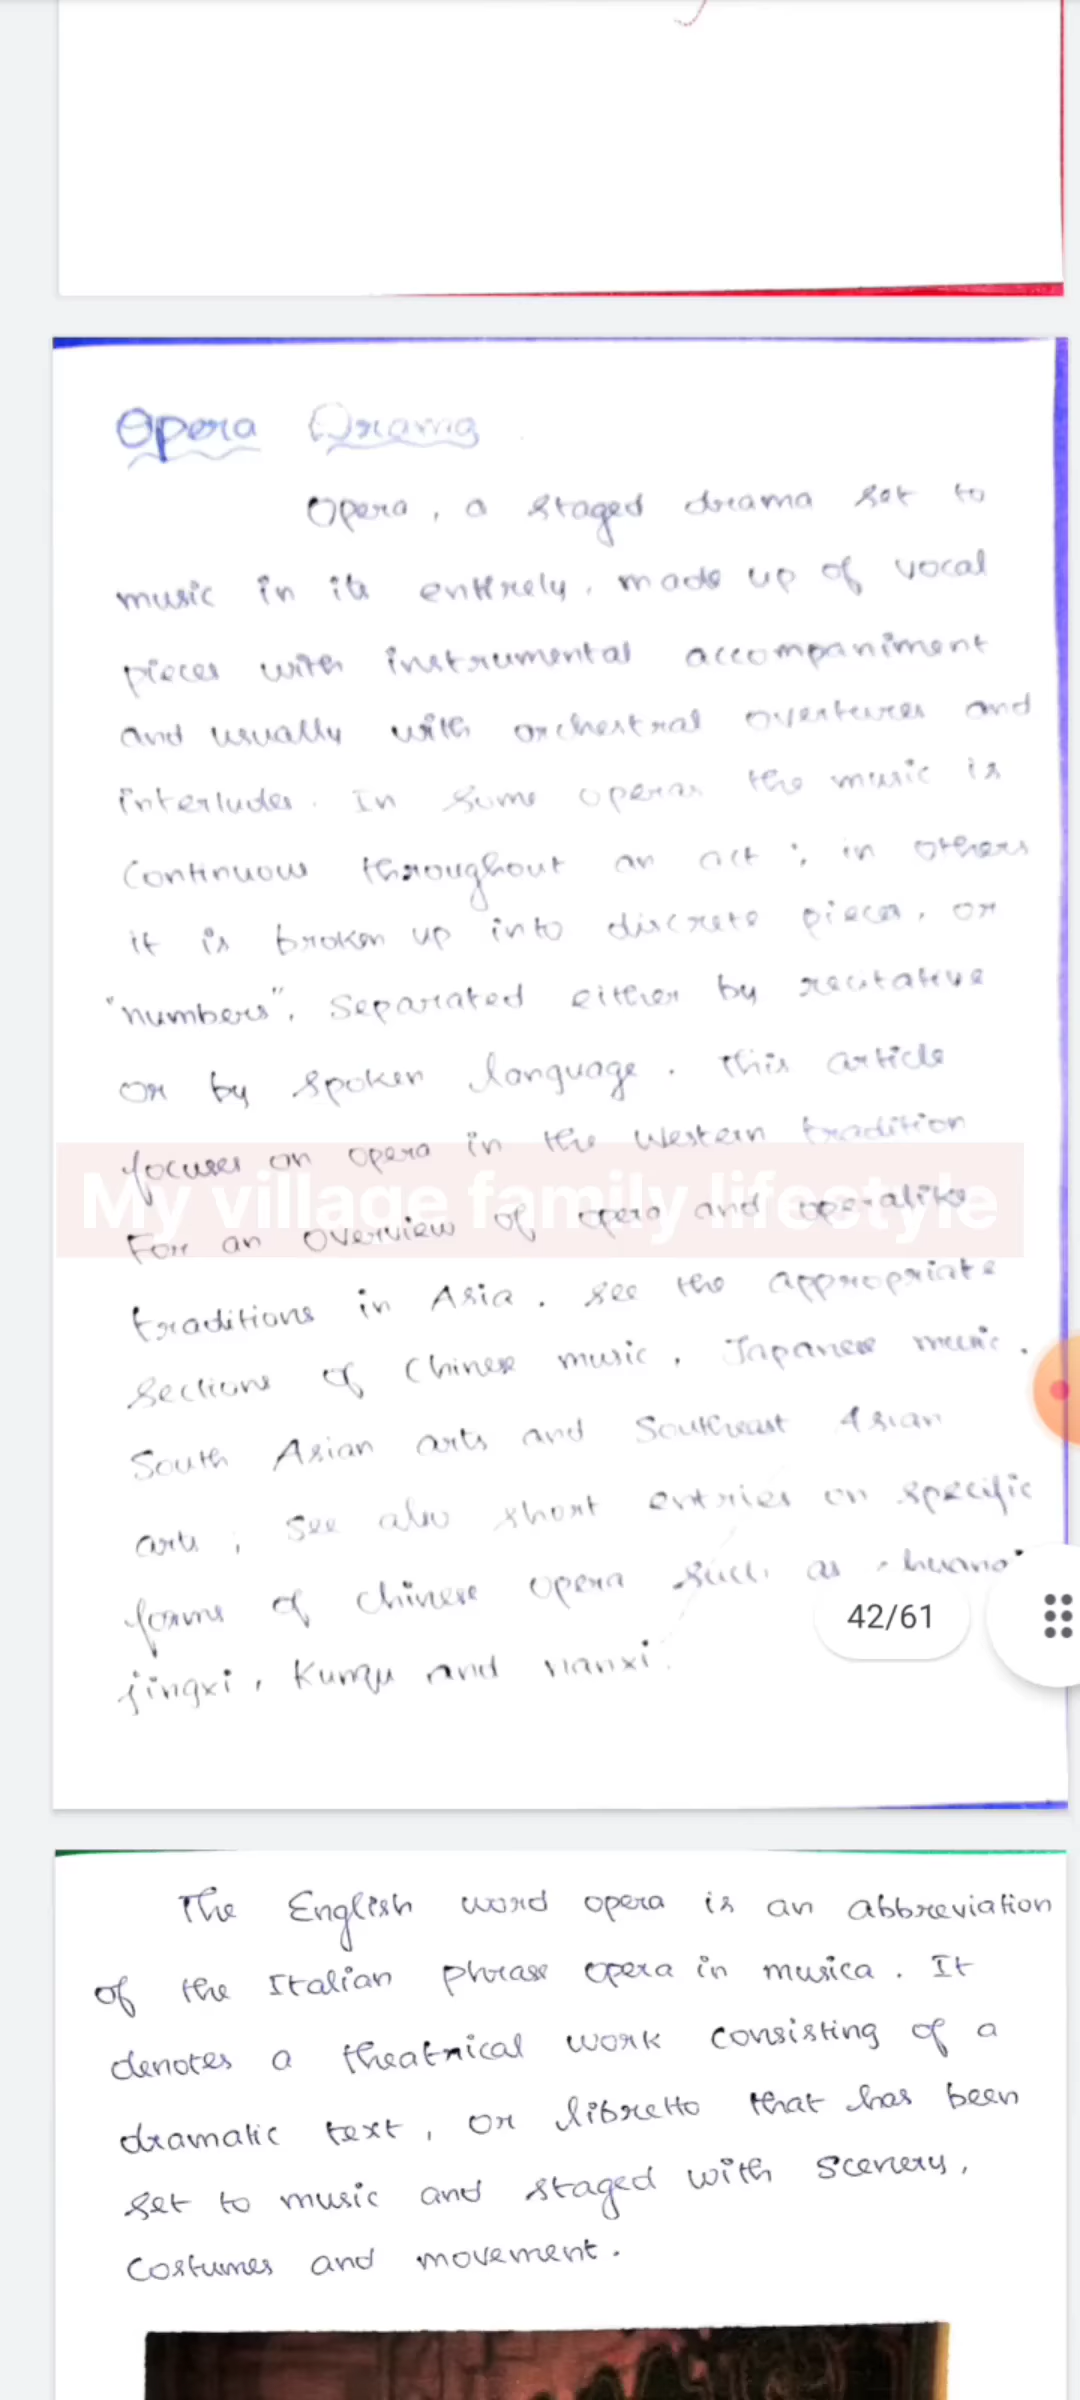 Opera Drama
Opera, a staged drama set to
music in its entirely, made up of vocal
pieces with instrumental accompaniment
and usually with orchestral overtures and
interludes. In some operas the music is
Continuous throughout an act; in others
it is broken up into discrete pieces, or
"numbers", Separated either by recitative
or by spoken language. This article
focuses on opera in the Western tradition
My village family lifestyle
For an overview of opera and operalike
traditions in Asia. see the appropriate
Sections of Chinese music, Japanese music.
South Asian arts and Southeast Asian
arts; See also short entries on specific
forms of chinese opera such as
42/61
jingxi, Kunqu and nanxi.
The English word opera is an abbreviation
of the Italian phrase opera in musica. It
denotes a theatrical work consisting of a
dramatic text, or libretto that has been
set to music and staged with scenery,
Costumes and movement.